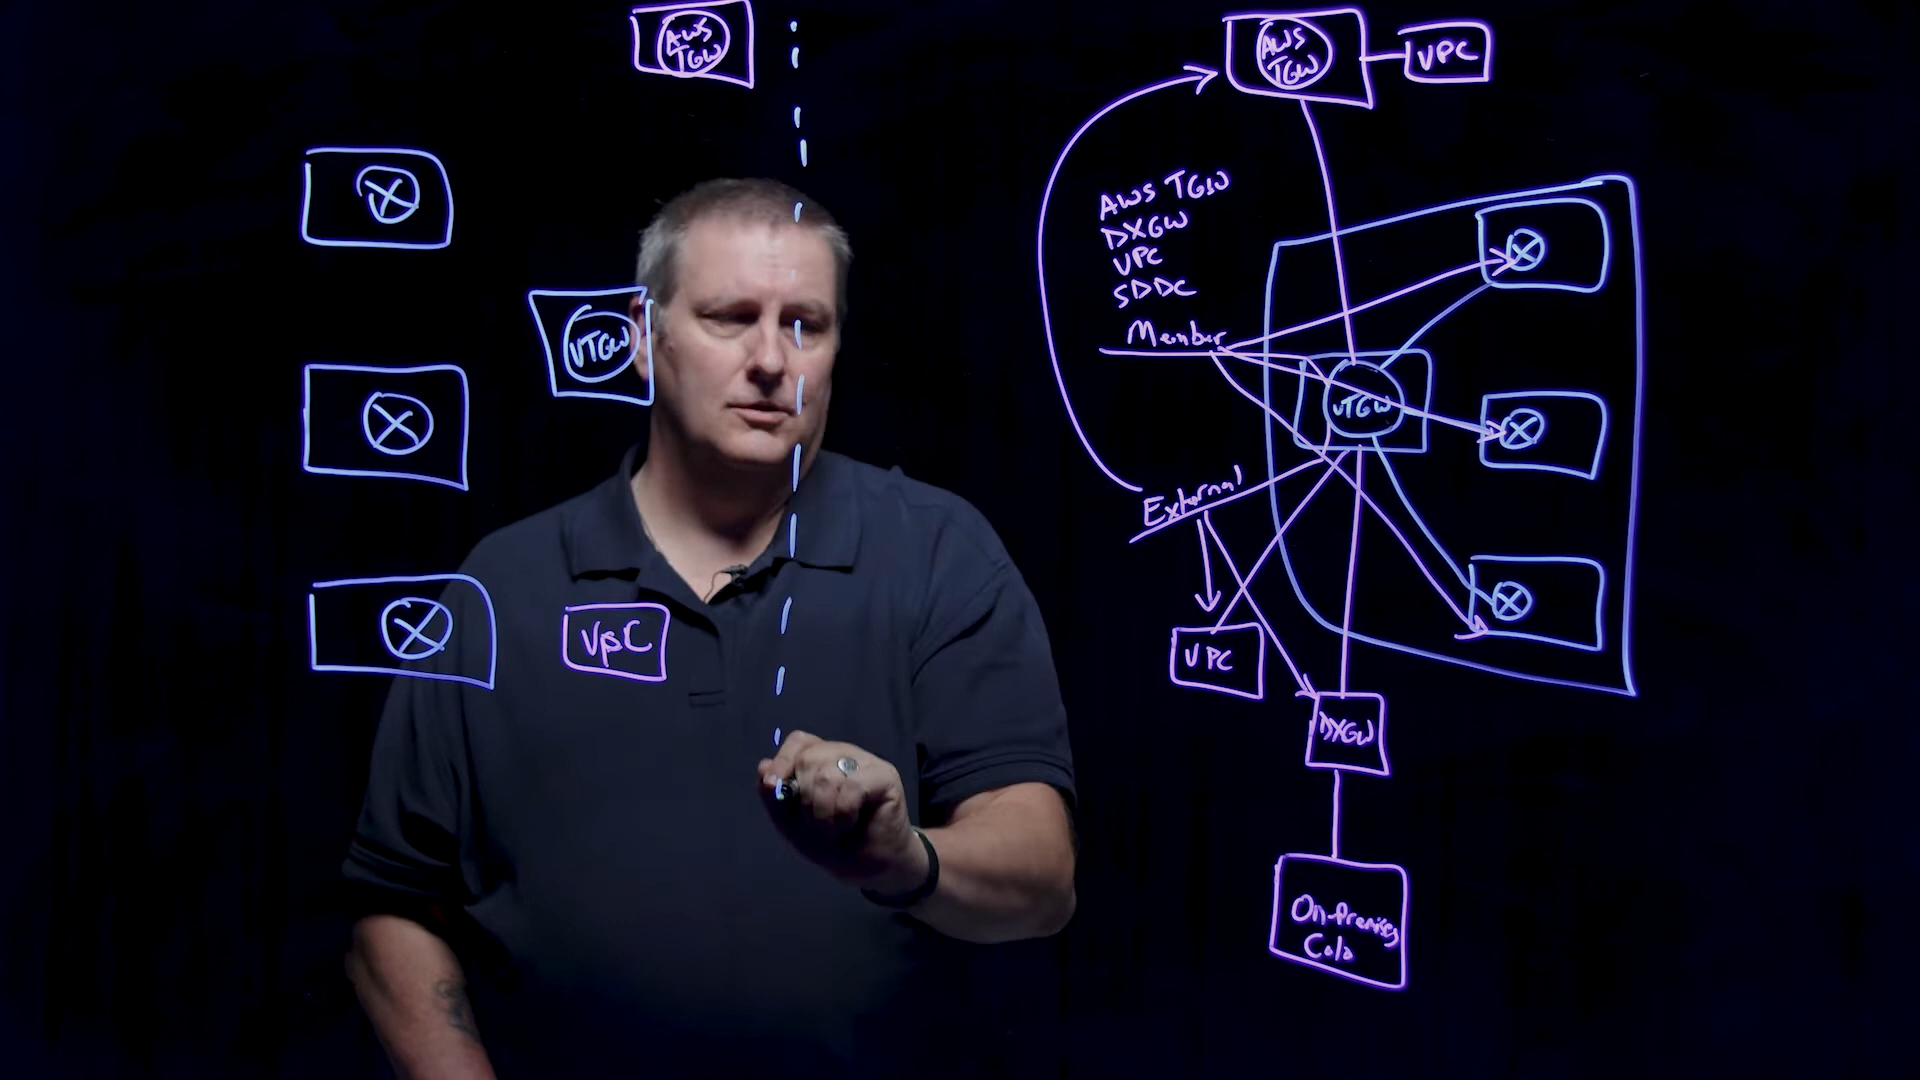 AWS
TGW
VTGW
VPC
AWS
TGW
VPC
AWS TGW
DXGW
VPC
SDDC
Member
VTGW
External
VPC
DXGW
On-Premises
Colo